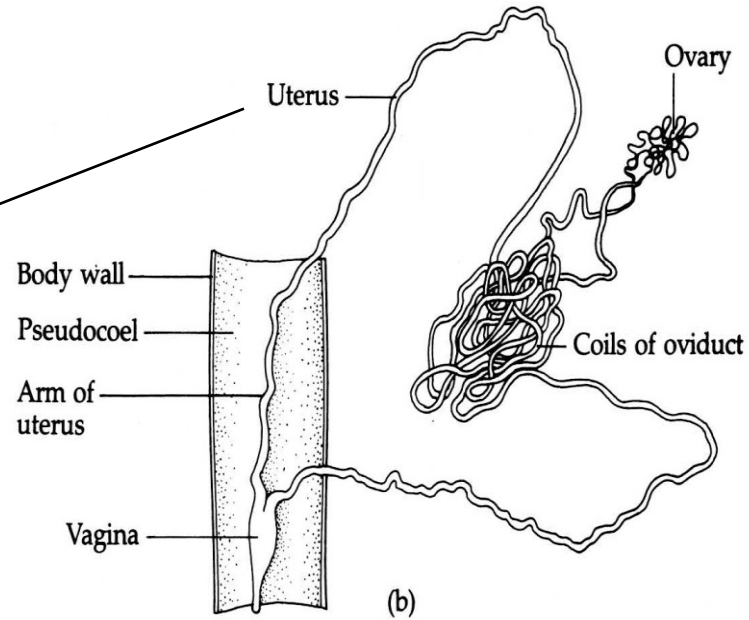 Ovary
Uterus
Body wall
Pseudocoel
Coils of oviduct
Arm of
uterus
Vagina
(b)